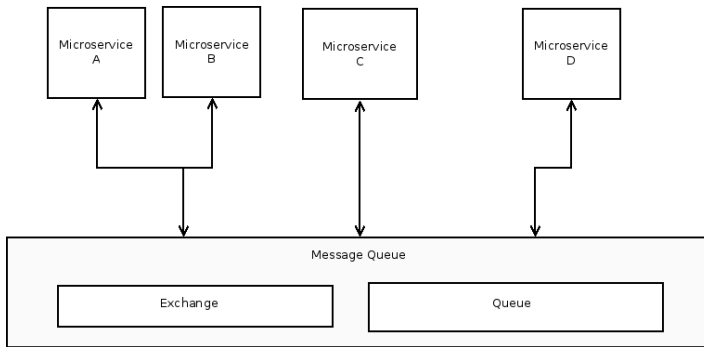 Microservice
A
Microservice
B
Microservice
C
Microservice
D
Message Queue
Exchange
Queue